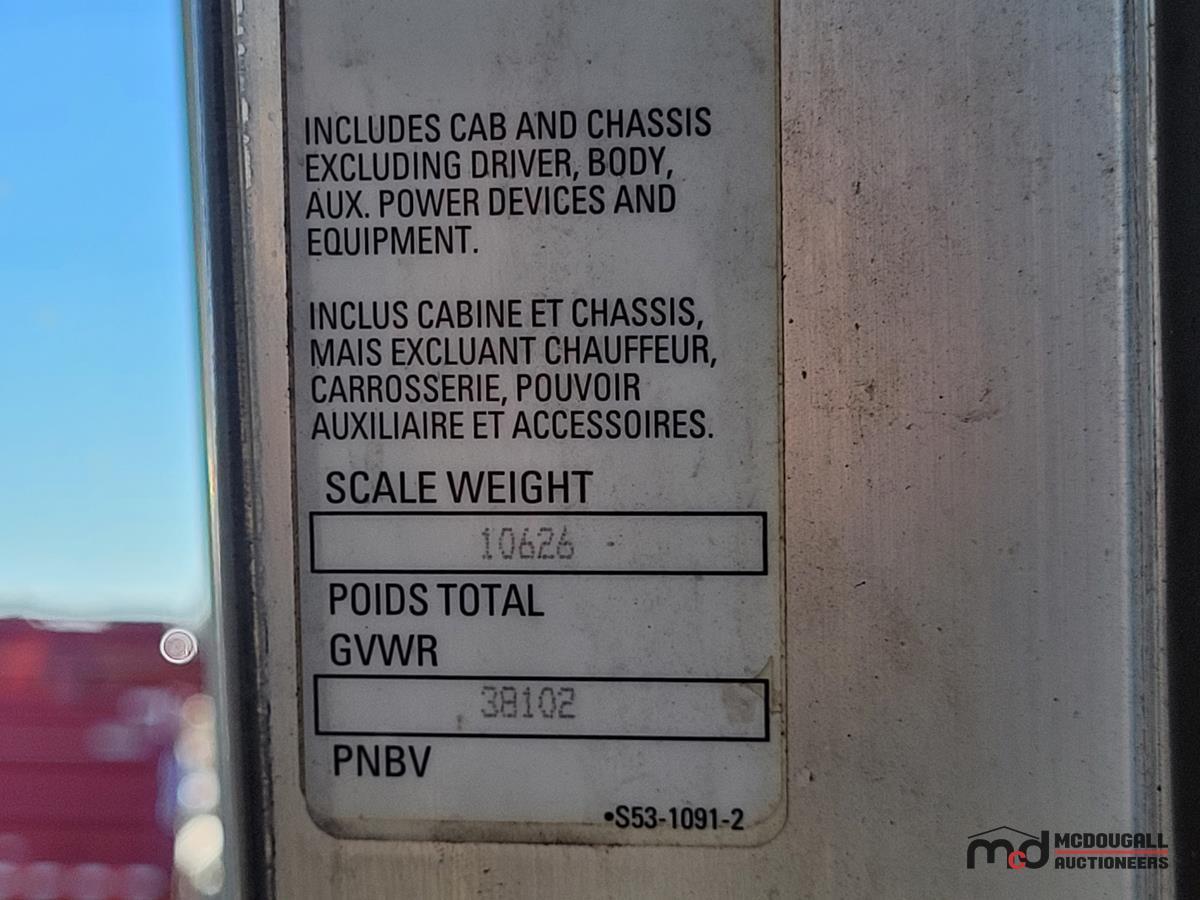 INCLUDES CAB AND CHASSIS
EXCLUDING DRIVER, BODY,
AUX. POWER DEVICES AND
EQUIPMENT.
INCLUS CABINE ET CHASSIS,
MAIS EXCLUANT CHAUFFEUR,
CARROSSERIE, POUVOIR
AUXILIAIRE ET ACCESSOIRES.
SCALE WEIGHT
10626
POIDS TOTAL
GVWR
38102
PNBV
•S53-1091-2
mcd MCDOUGALL
AUCTIONEERS